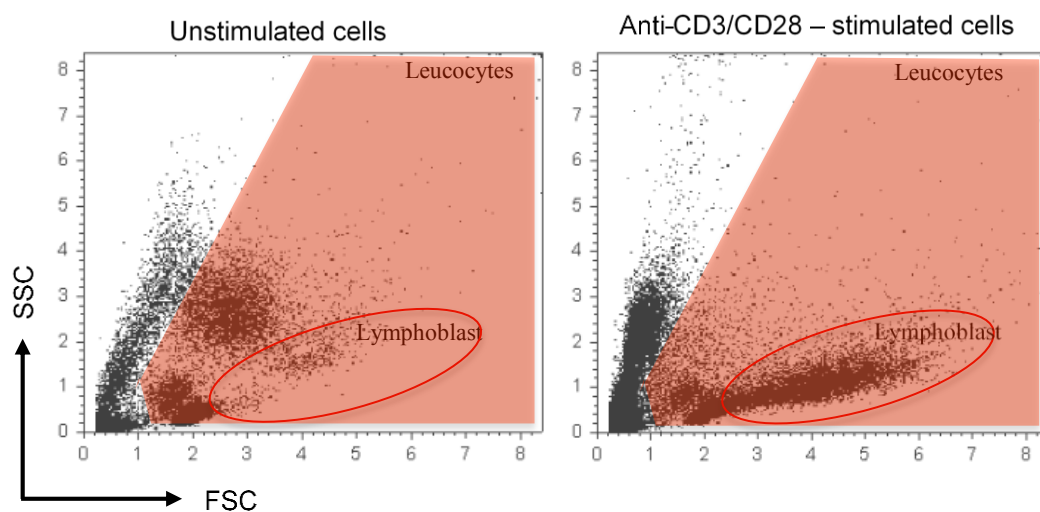 Unstimulated cells
Anti-CD3/CD28 – stimulated cells
8
7
6
5
4
3
2
1
0
0 1 2 3 4 5 6 7 8
Leucocytes
Lymphoblast
8
7
6
5
4
3
2
1
0
0 1 2 3 4 5 6 7 8
Leucocytes
Lymphoblast
SSC
FSC